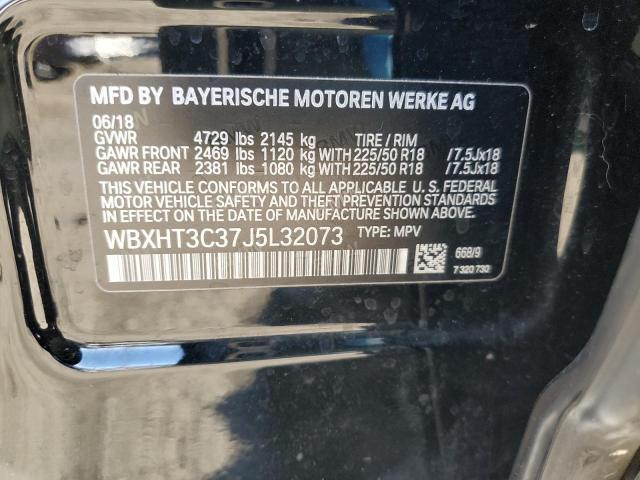 MFD BY BAYERISCHE MOTOREN WERKE AG
06/18
GVWR 4729 lbs 2145 kg TIRE / RIM
GAWR FRONT 2469 lbs 1120 kg WITH 225/50 R18 /7.5Jx18
GAWR REAR 2381 lbs 1080 kg WITH 225/50 R18 /7.5Jx18
THIS VEHICLE CONFORMS TO ALL APPLICABLE U. S. FEDERAL
MOTOR VEHICLE SAFETY, BUMPER, AND THEFT PREVENTION
STANDARDS IN EFFECT ON THE DATE OF MANUFACTURE SHOWN ABOVE.
WBXHT3C37J5L32073 TYPE: MPV
668/9
7 320 730